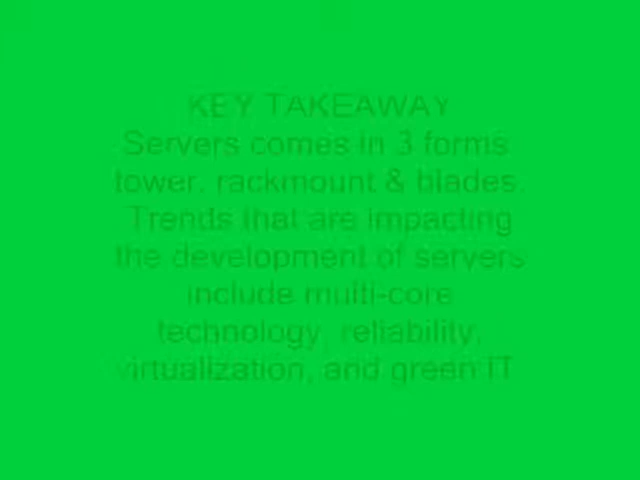 KEY TAKEAWAY
Servers comes in 3 forms
tower, rackmount & blades.
Trends that are impacting
the development of servers
include multi-core
technology, reliability,
virtualization, and green IT